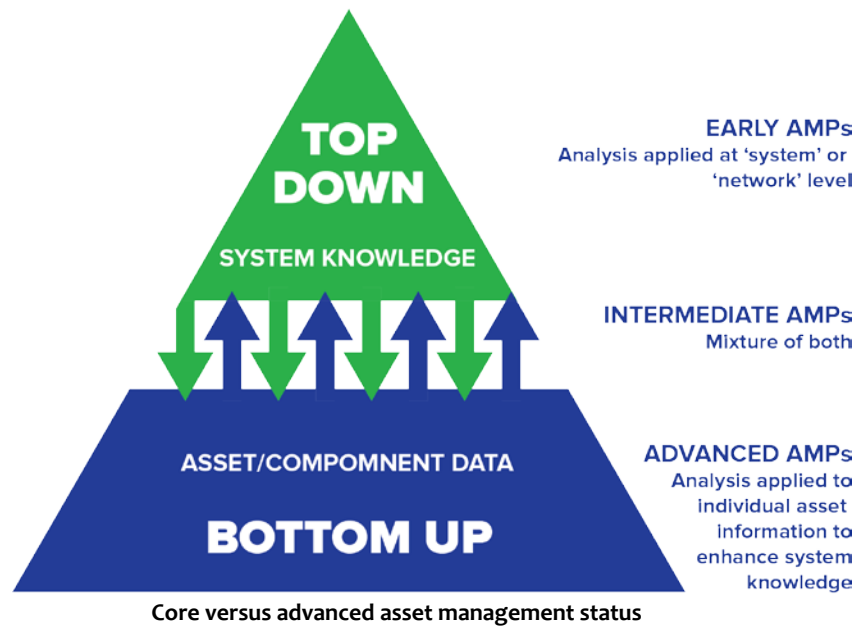 TOP
DOWN
SYSTEM KNOWLEDGE
ASSET/COMPOMNENT DATA
BOTTOM UP
EARLY AMPs
Analysis applied at ‘system’ or
‘network’ level
INTERMEDIATE AMPs
Mixture of both
ADVANCED AMPs
Analysis applied to
individual asset
information to
enhance system
knowledge
Core versus advanced asset management status